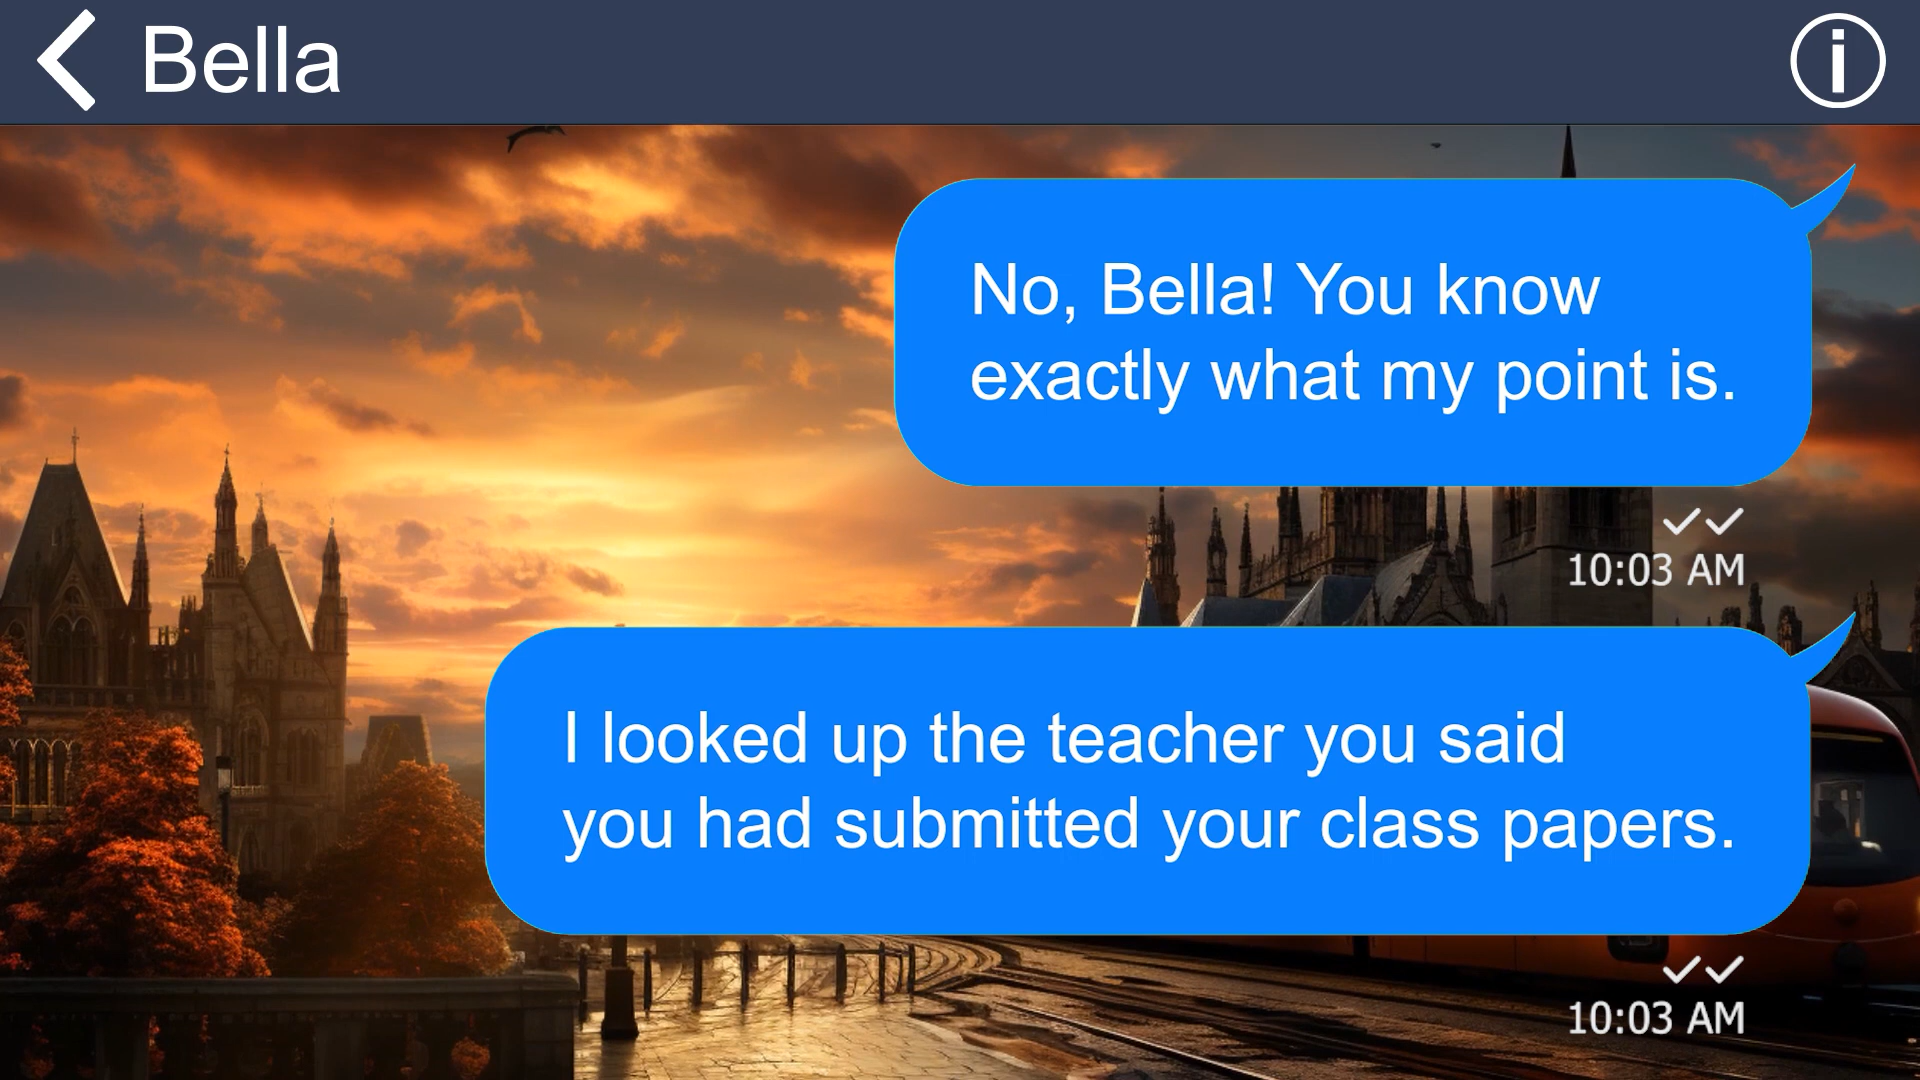 Bella
No, Bella! You know
exactly what my point is.
10:03 AM
I looked up the teacher you said
you had submitted your class papers.
10:03 AM